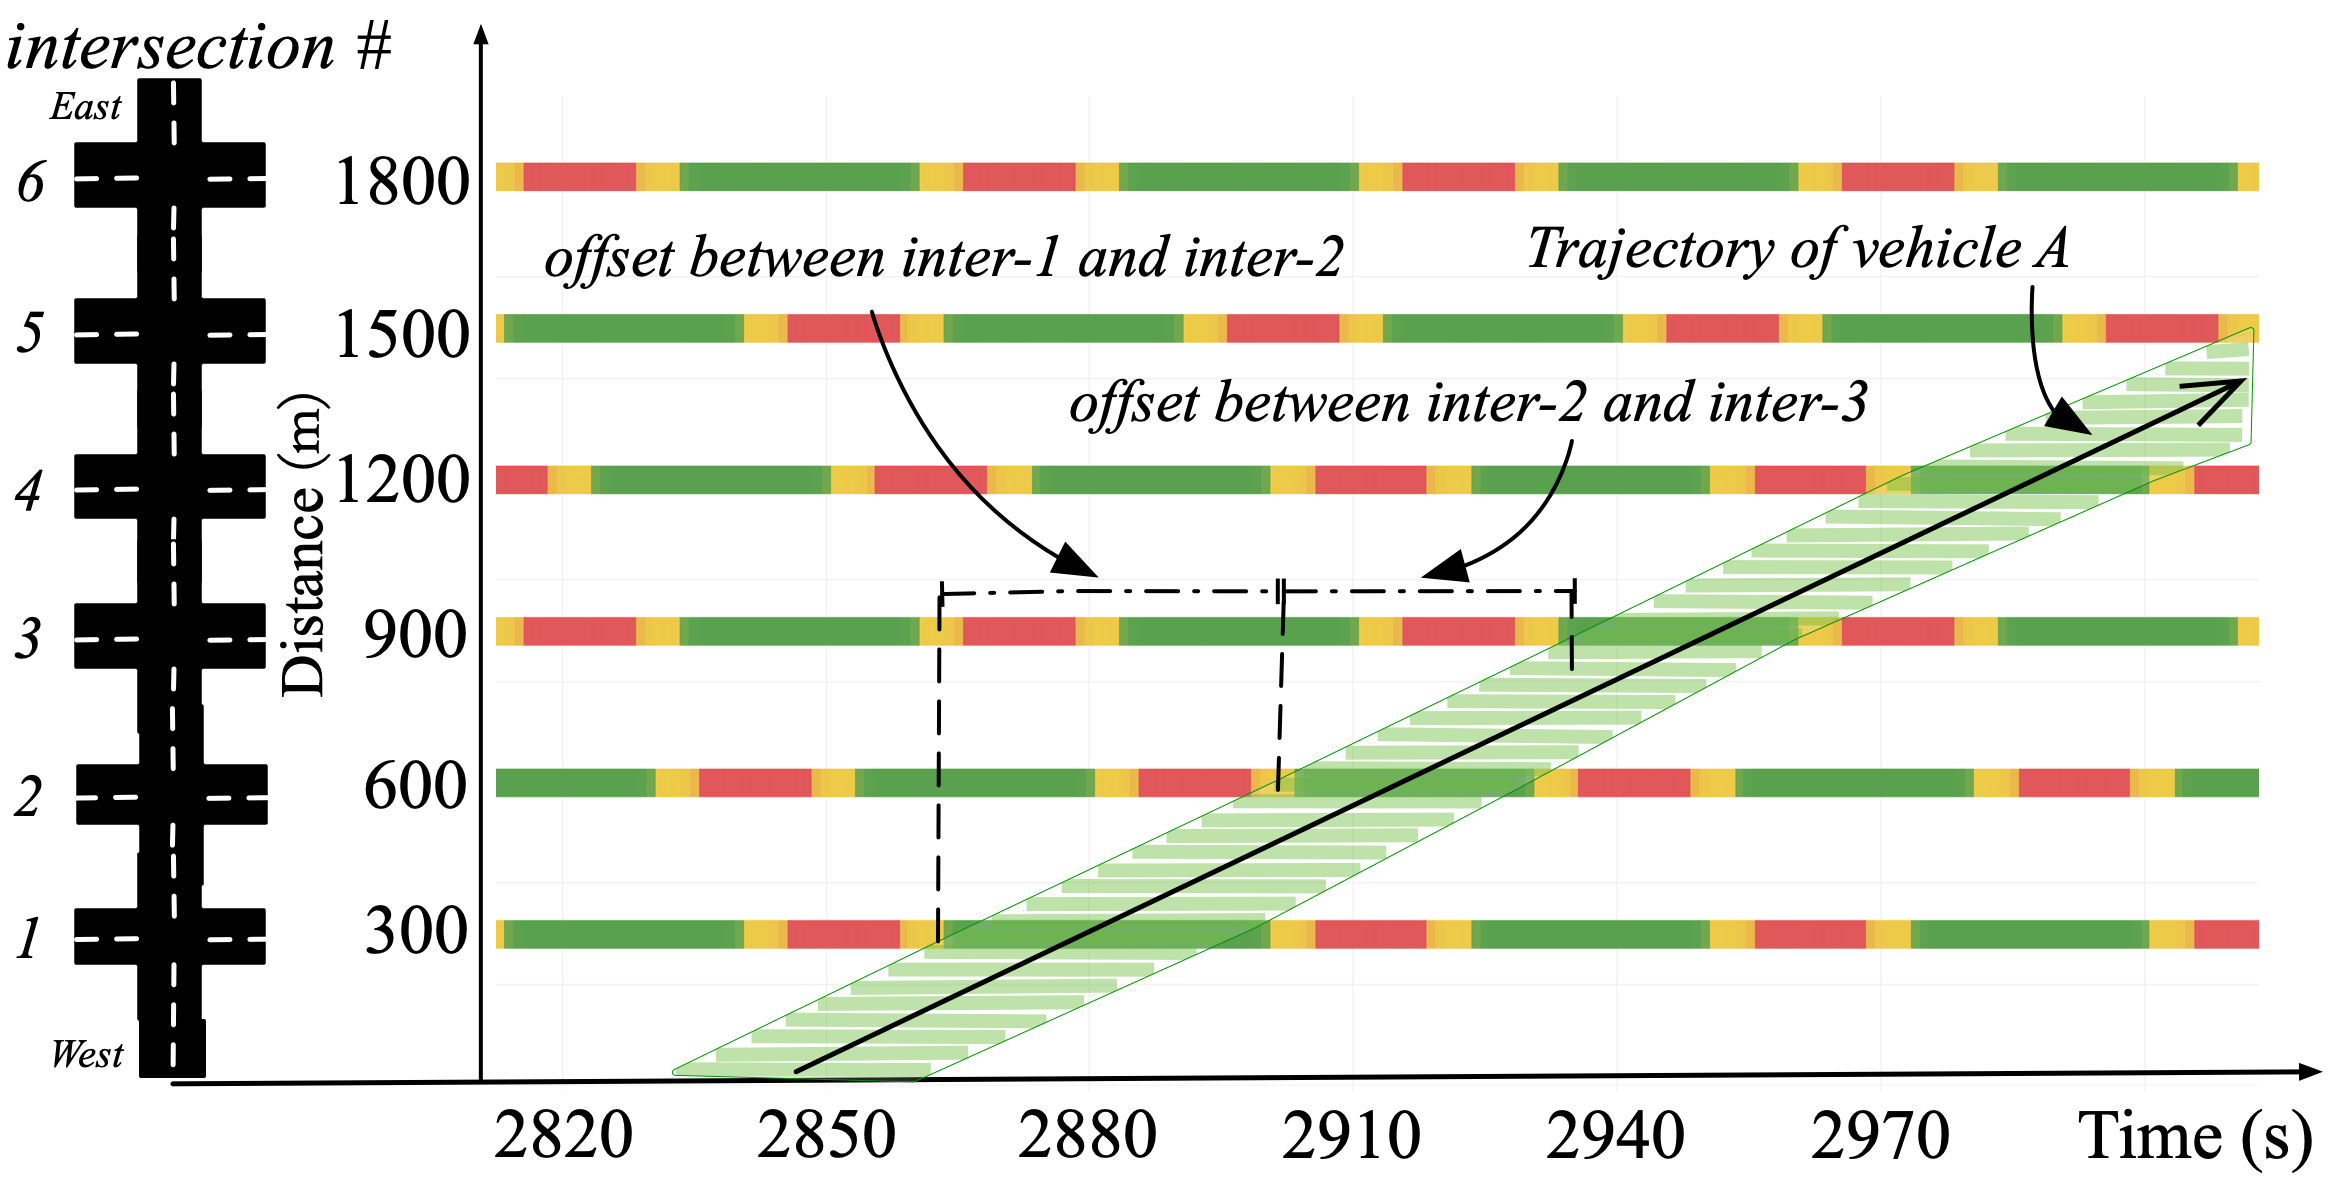 intersection #
East
6
1800
offset between inter-1 and inter-2
Trajectory of vehicle A
5
1500
offset between inter-2 and inter-3
4
1200
Distance (m)
3
900
2
600
1
300
West
2820 2850 2880 2910 2940 2970 Time (s)